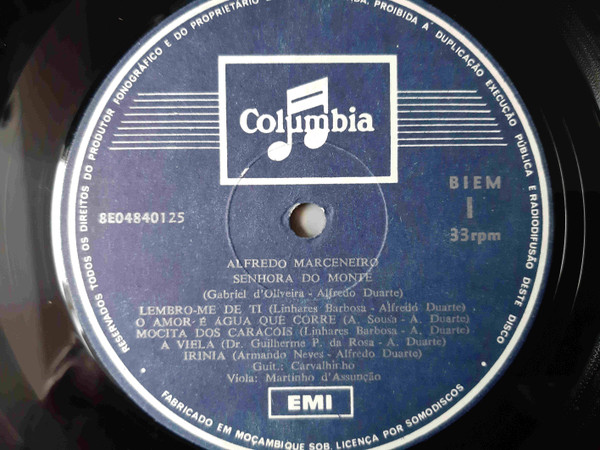 RESERVADOS TODOS OS DIREITOS DO PRODUTOR FONOGRÁFICO E DO PROPRIETÁRIO PROIBIDA A DUPLICAÇÃO EXECUÇÃO PÚBLICA E RADIODIFUSÃO DESTE DISCO
Columbia
BIEM
8E04840125
I
33rpm
ALFREDO MARCENEIRO
SENHORA DO MONTE
(Gabriel d'Oliveira - Alfredo Duarte)
LEMBRO-ME DE TI (Linhares Barbosa - Alfredo Duarte)
O AMOR É ÁGUA QUE CORRE (A. Sousa - A. Duarte)
MOCITA DOS CARACOIS (Linhares Barbosa - A. Duarte)
A VIELA (Dr. Guilherme P. da Rosa - A. Duarte)
IRINIA (Armando Neves - Alfredo Duarte)
Guit.: Carvalhinho
Viola: Martinho d'Assunção
EMI
FABRICADO EM MOÇAMBIQUE SOB. LICENÇA POR SOMODISCOS